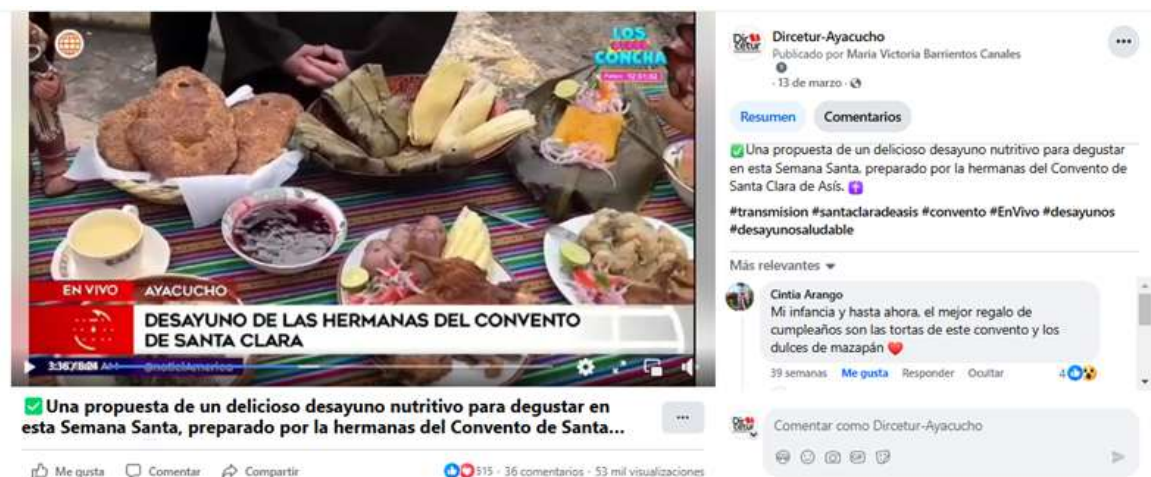 LOS
CONCHA
EN VIVO AYACUCHO
DESAYUNO DE LAS HERMANAS DEL CONVENTO
DE SANTA CLARA
3:36 / 8:24
✅Una propuesta de un delicioso desayuno nutritivo para degustar en
esta Semana Santa, preparado por la hermanas del Convento de Santa...
Me gusta Comentar Compartir
515 · 36 comentarios · 53 mil visualizaciones
Dircetur-Ayacucho
Publicado por Maria Victoria Barrientos Canales
· 13 de marzo ·
Resumen Comentarios
✅Una propuesta de un delicioso desayuno nutritivo para degustar
en esta Semana Santa, preparado por la hermanas del Convento de
Santa Clara de Asís. ✝️
#transmision #santaclaradeasis #convento #EnVivo #desayunos
#desayunosaludable
Más relevantes
Cintia Arango
Mi infancia y hasta ahora, el mejor regalo de
cumpleaños son las tortas de este convento y los
dulces de mazapán ❤️
39 semanas Me gusta Responder Ocultar 4
Comentar como Dircetur-Ayacucho